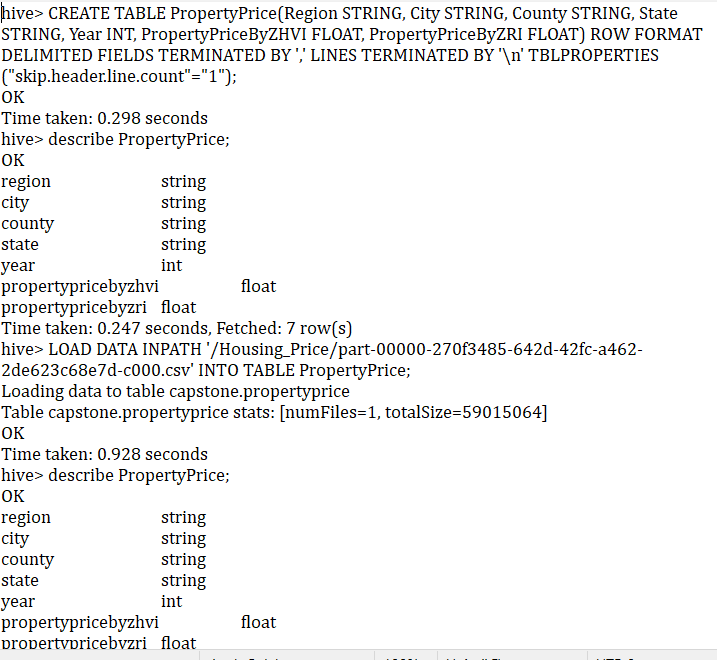 hive> CREATE TABLE PropertyPrice(Region STRING, City STRING, County STRING, State
STRING, Year INT, PropertyPriceByZHVI FLOAT, PropertyPriceByZRI FLOAT) ROW FORMAT
DELIMITED FIELDS TERMINATED BY ',' LINES TERMINATED BY '\n' TBLPROPERTIES
("skip.header.line.count"="1");
OK
Time taken: 0.298 seconds
hive> describe PropertyPrice;
OK
region string
city string
county string
state string
year int
propertypricebyzhvi float
propertypricebyzri float
Time taken: 0.247 seconds, Fetched: 7 row(s)
hive> LOAD DATA INPATH '/Housing_Price/part-00000-270f3485-642d-42fc-a462-
2de623c68e7d-c000.csv' INTO TABLE PropertyPrice;
Loading data to table capstone.propertyprice
Table capstone.propertyprice stats: [numFiles=1, totalSize=59015064]
OK
Time taken: 0.928 seconds
hive> describe PropertyPrice;
OK
region string
city string
county string
state string
year int
propertypricebyzhvi float
propertypricebyzri float